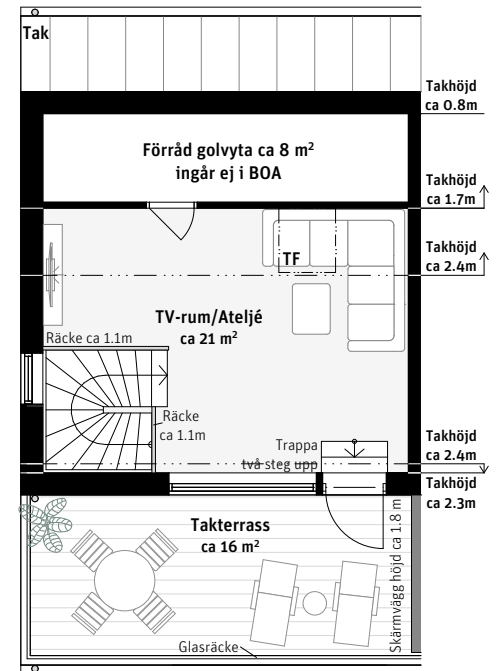 Tak
Takhöjd
ca 0.8m
Förråd golvyta ca 8 m²
ingår ej i BOA
Takhöjd
ca 1.7m
Takhöjd
ca 2.4m
TF
TV-rum/Ateljé
ca 21 m²
Räcke ca 1.1m
Räcke
ca 1.1m
Trappa
två steg upp
Takhöjd
ca 2.4m
Takhöjd
ca 2.3m
Takterrass
ca 16 m²
Skärmvägg höjd ca 1.8 m
Glasräcke